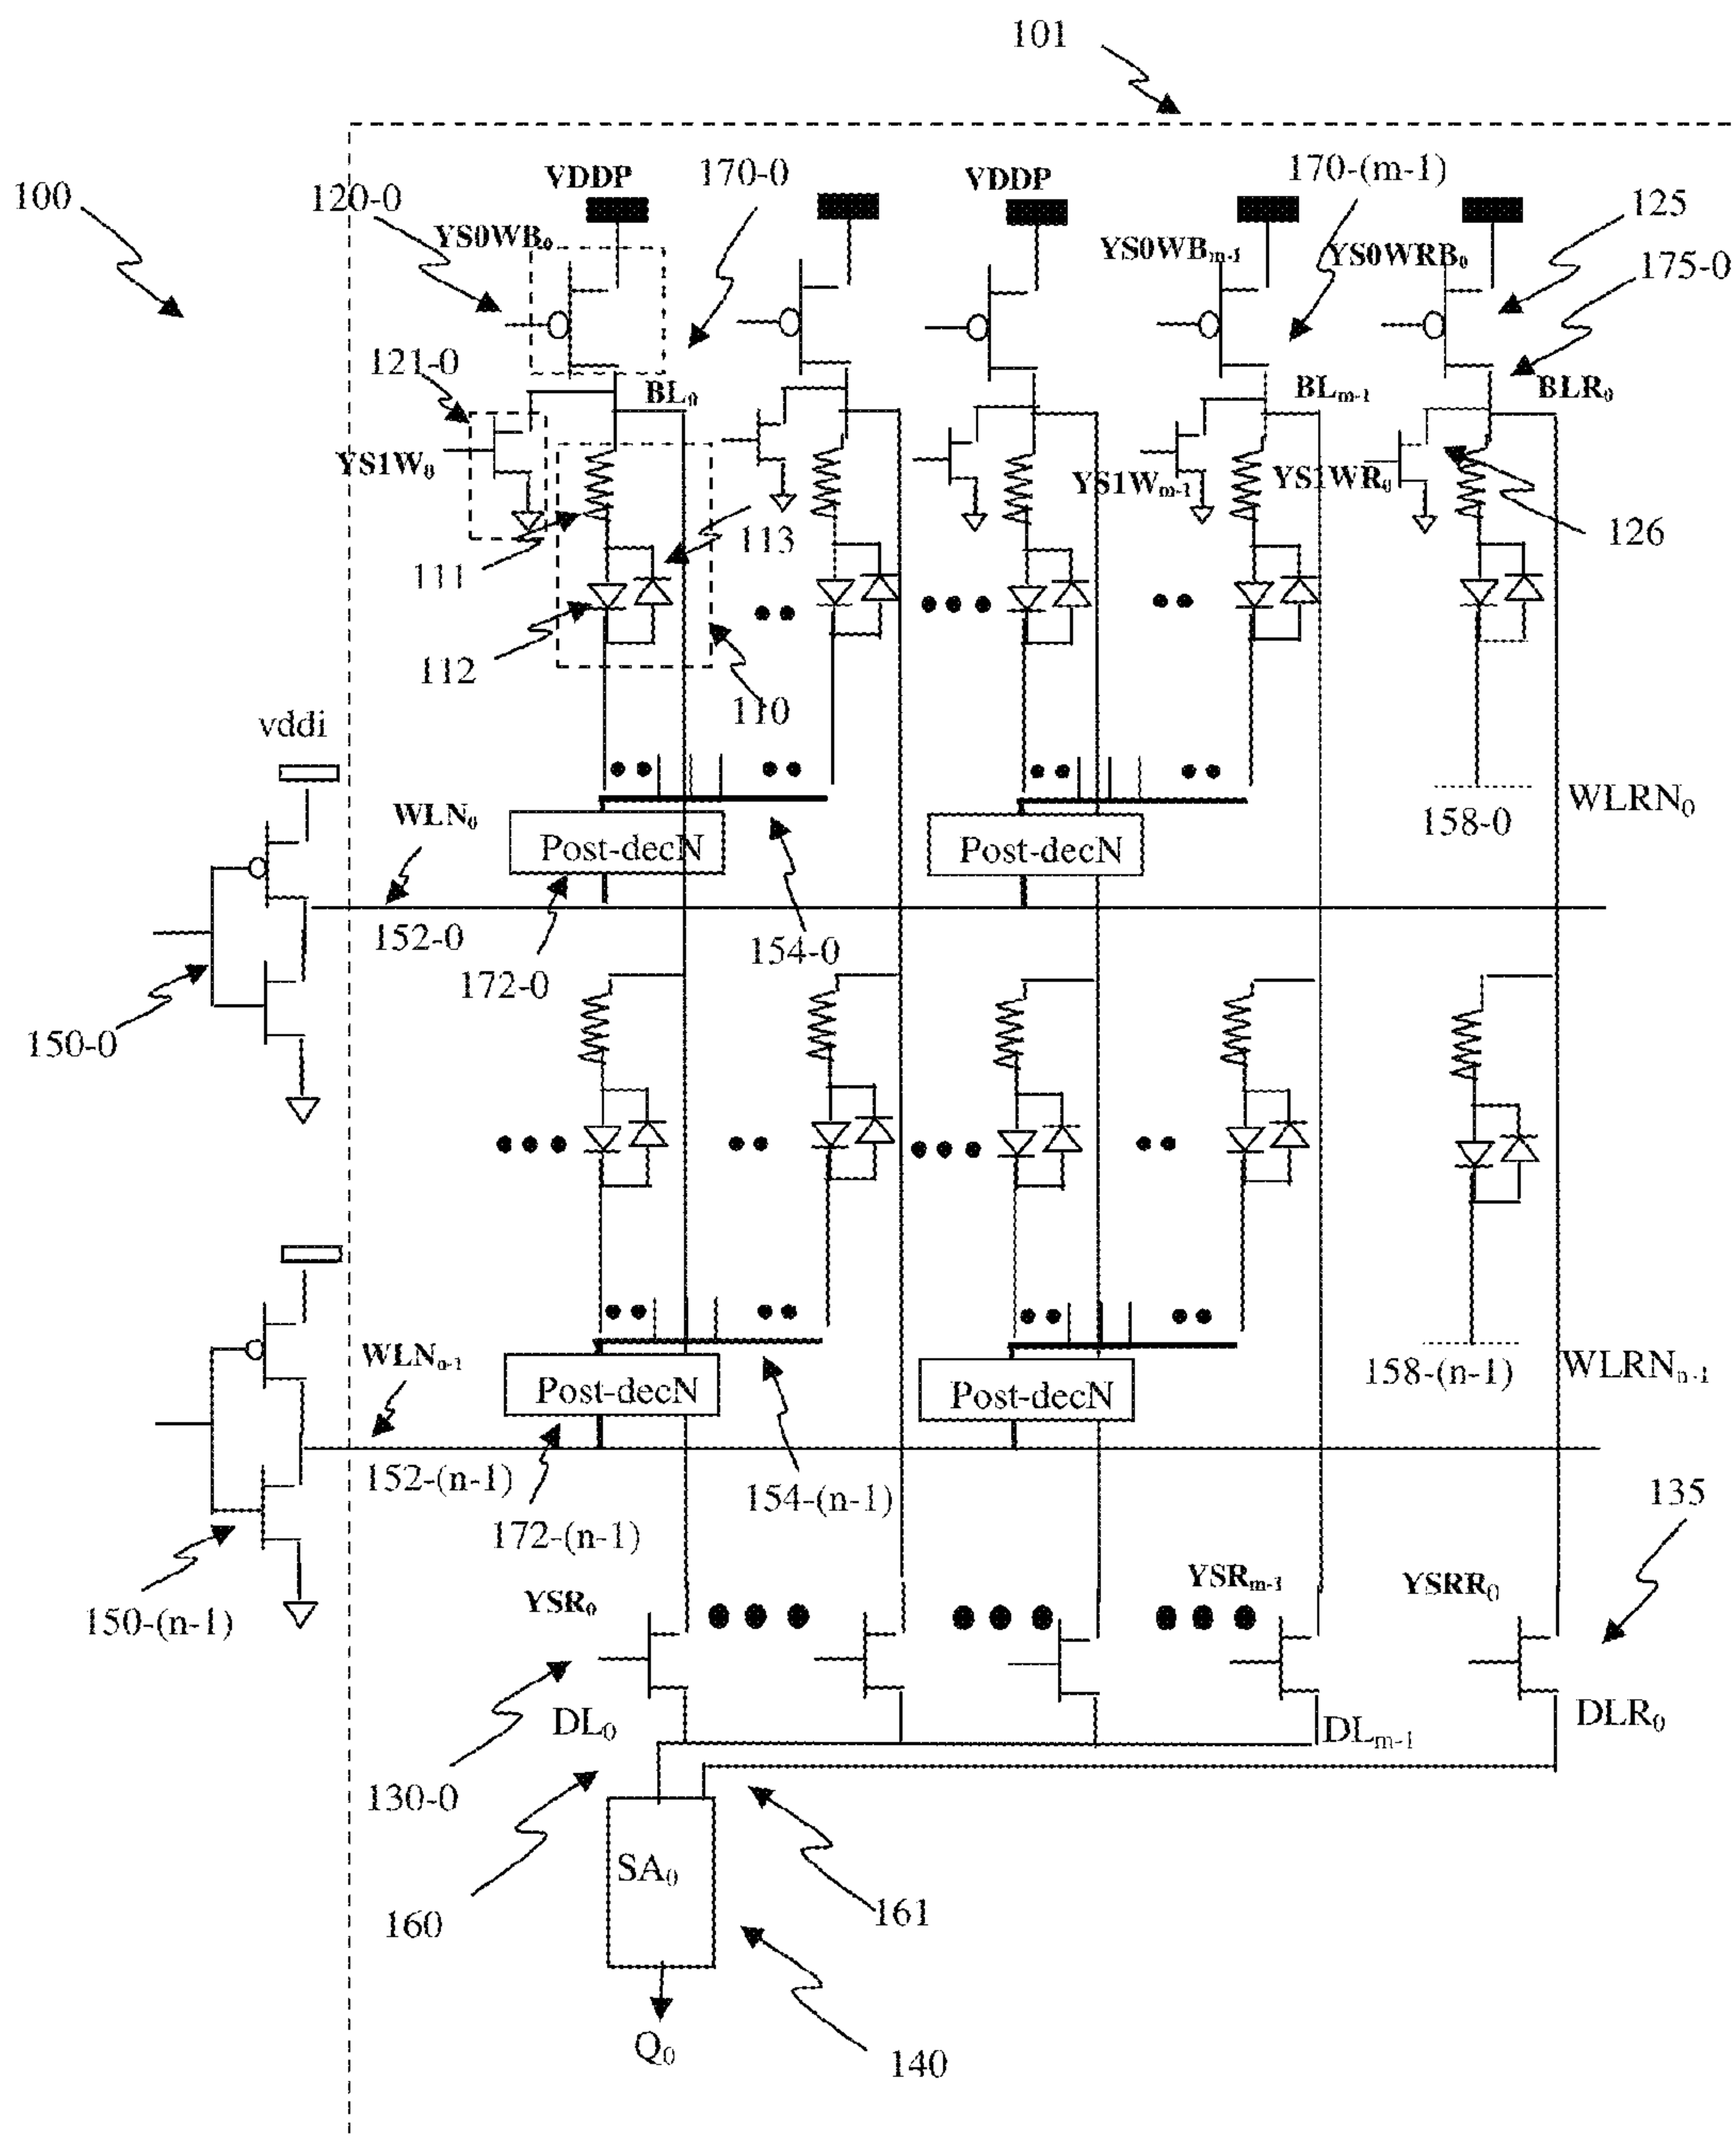 101
100
120-0
VDDP
170-0
VDDP
170-(m-1)
125
YS0WB₀
YS0WBₘ₋₁
YS0WRB₀
175-0
121-0
BL₀
BLₘ₋₁
BLR₀
YS1W₀
YS1Wₘ₋₁
YS1WR₀
111
113
126
112
110
vddi
WLN₀
Post-decN
Post-decN
158-0
WLRN₀
152-0
172-0
154-0
150-0
WLNₙ₋₁
Post-decN
Post-decN
158-(n-1)
WLRNₙ₋₁
152-(n-1)
172-(n-1)
154-(n-1)
135
150-(n-1)
YSR₀
YSRₘ₋₁
YSRR₀
DL₀
DLₘ₋₁
DLR₀
130-0
SA₀
160
161
Q₀
140